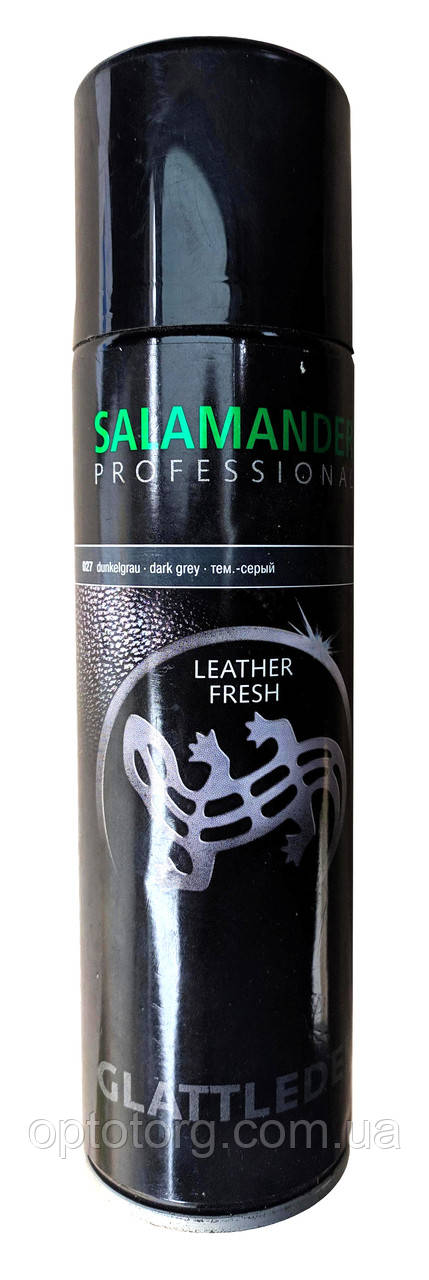 SALAMANDER
PROFESSIONAL
027 dunkelgrau · dark grey · тем.-серый
LEATHER
FRESH
GLATTLEDE
optotorg.com.ua